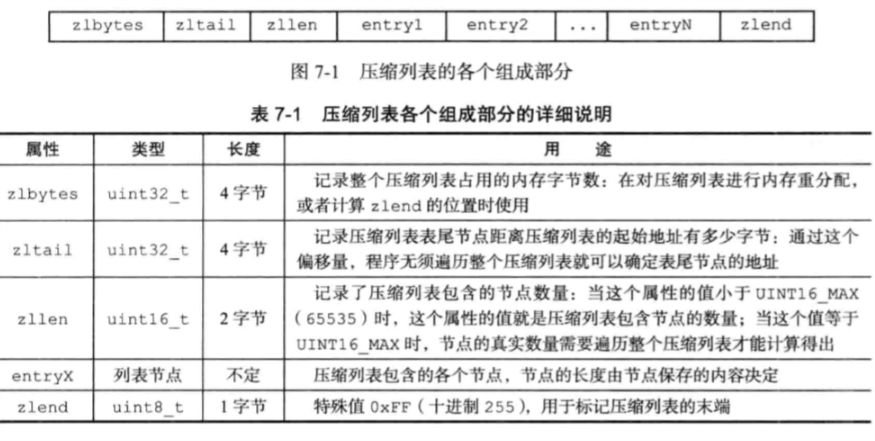 zlbytes zltail zllen entry1 entry2 ... entryN zlend
图 7-1 压缩列表的各个组成部分
表 7-1 压缩列表各个组成部分的详细说明
属性 类型 长度 用 途
zlbytes uint32_t 4 字节 记录整个压缩列表占用的内存字节数：在对压缩列表进行内存重分配，
或者计算 zlend 的位置时使用
zltail uint32_t 4 字节 记录压缩列表表尾节点距离压缩列表的起始地址有多少字节：通过这个
偏移量，程序无须遍历整个压缩列表就可以确定表尾节点的地址
zllen uint16_t 2 字节 记录了压缩列表包含的节点数量：当这个属性的值小于 UINT16_MAX
（65535）时，这个属性的值就是压缩列表包含节点的数量；当这个值等于
UINT16_MAX 时，节点的真实数量需要遍历整个压缩列表才能计算得出
entryX 列表节点 不定 压缩列表包含的各个节点，节点的长度由节点保存的内容决定
zlend uint8_t 1 字节 特殊值 0xFF（十进制 255），用于标记压缩列表的末端